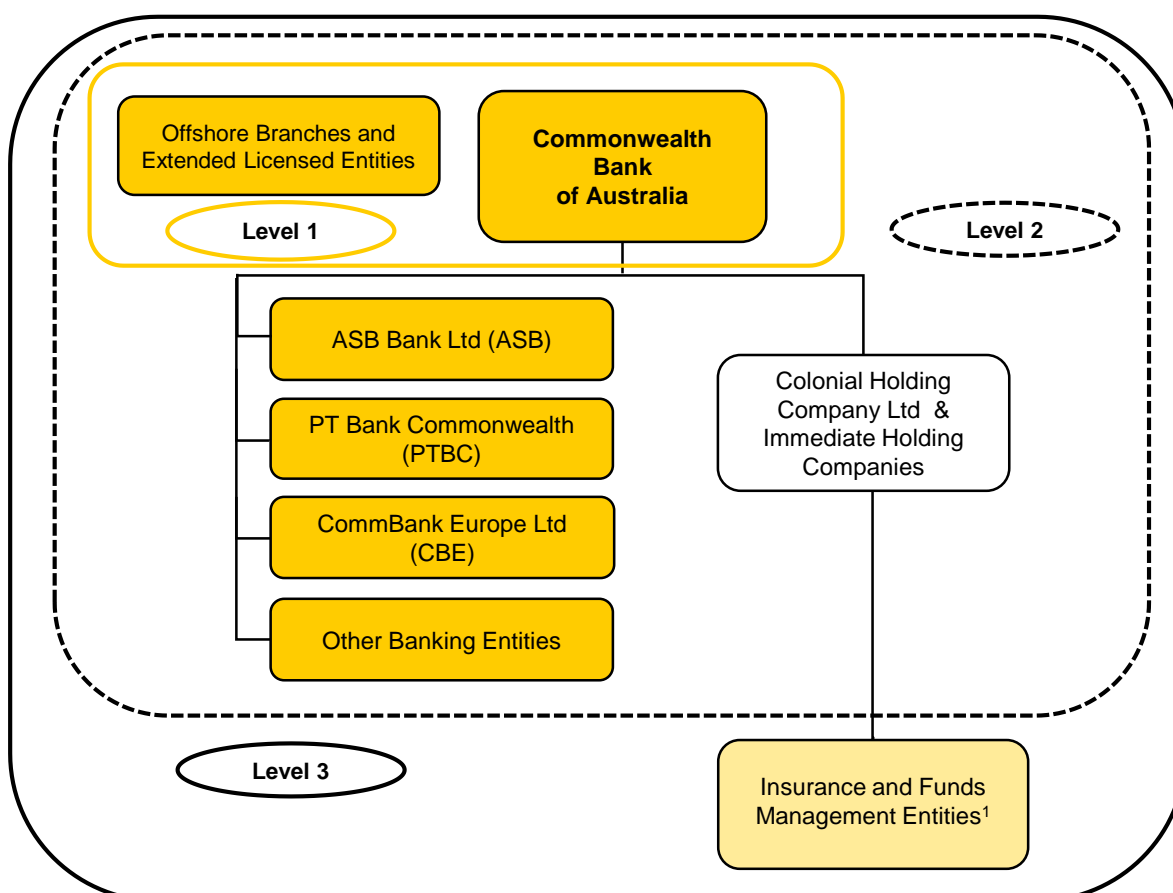 Offshore Branches and
Extended Licensed Entities
Commonwealth
Bank
of Australia
Level 1
Level 2
ASB Bank Ltd (ASB)
PT Bank Commonwealth
(PTBC)
CommBank Europe Ltd
(CBE)
Other Banking Entities
Colonial Holding
Company Ltd &
Immediate Holding
Companies
Level 3
Insurance and Funds
Management Entities¹